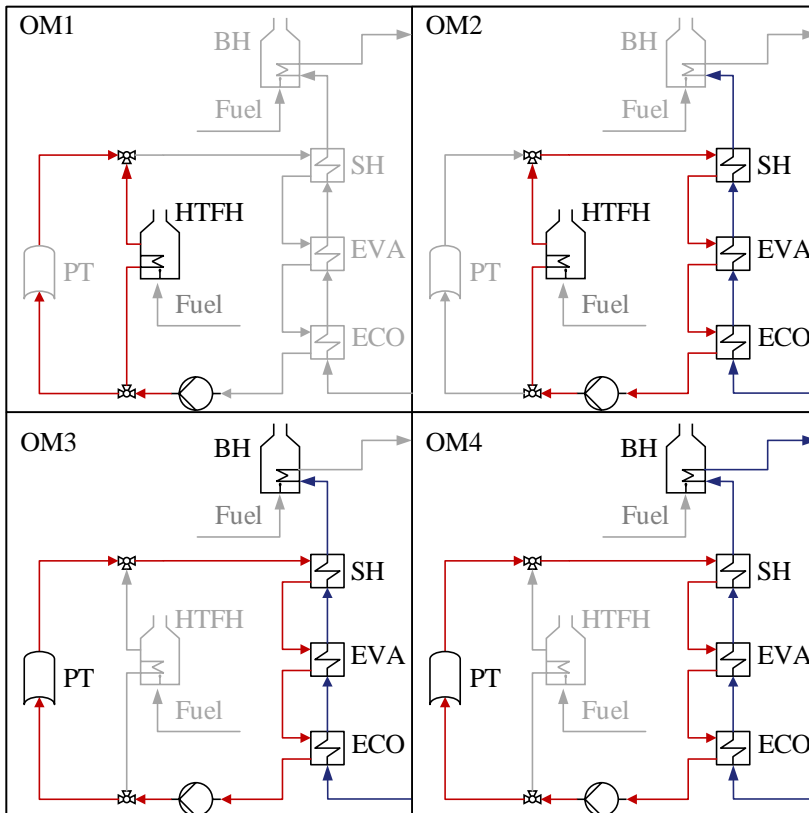 OM1
BH
Fuel
SH
HTFH
EVA
PT
Fuel
ECO
OM2
BH
Fuel
SH
HTFH
EVA
PT
Fuel
ECO
OM3
BH
Fuel
SH
HTFH
EVA
PT
Fuel
ECO
OM4
BH
Fuel
SH
HTFH
EVA
PT
Fuel
ECO